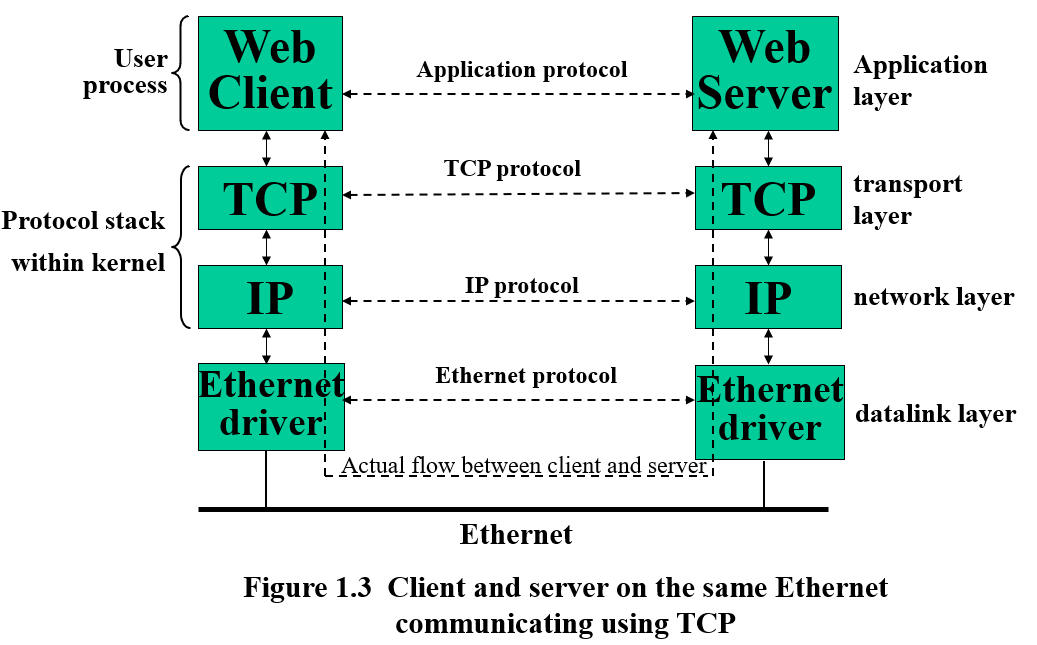 User
process
Web
Client
Application protocol
Web
Server
Application
layer
TCP
TCP protocol
TCP
transport
layer
Protocol stack
within kernel
IP
IP protocol
IP
network layer
Ethernet
driver
Ethernet protocol
Ethernet
driver
datalink layer
Actual flow between client and server
Ethernet
Figure 1.3 Client and server on the same Ethernet
communicating using TCP